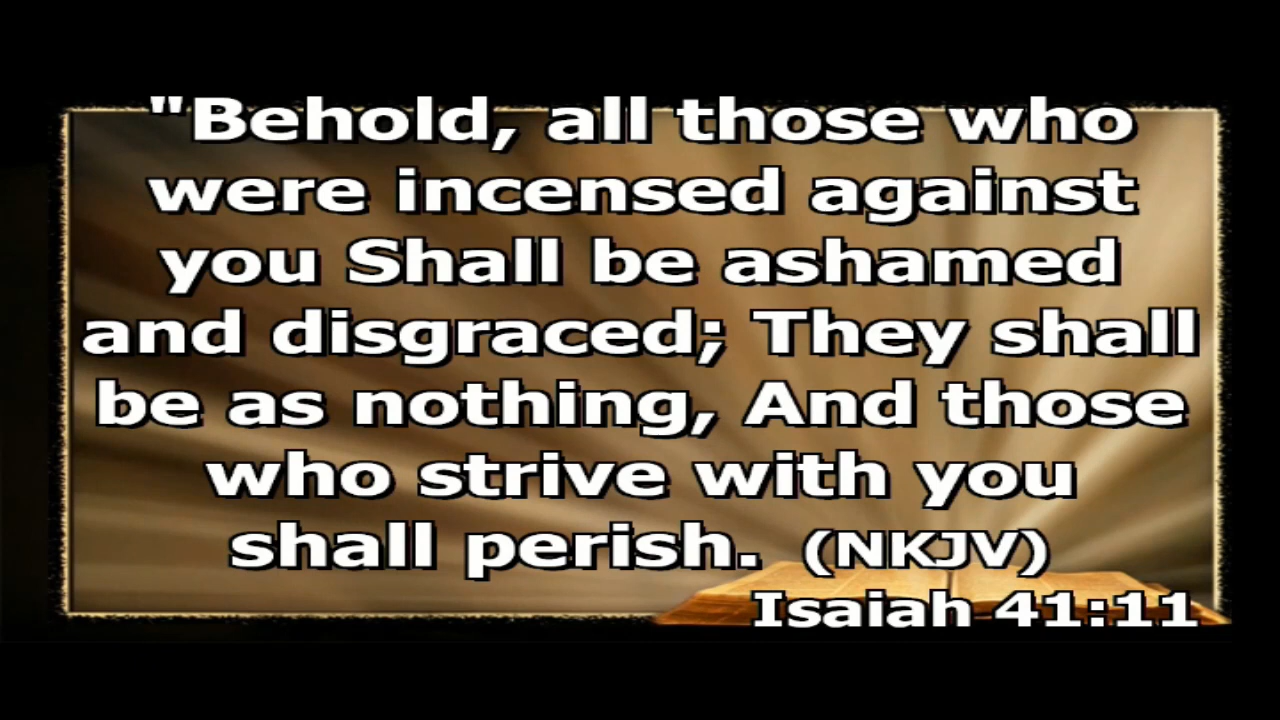 "Behold, all those who
were incensed against
you Shall be ashamed
and disgraced; They shall
be as nothing, And those
who strive with you
shall perish. (NKJV)
Isaiah 41:11